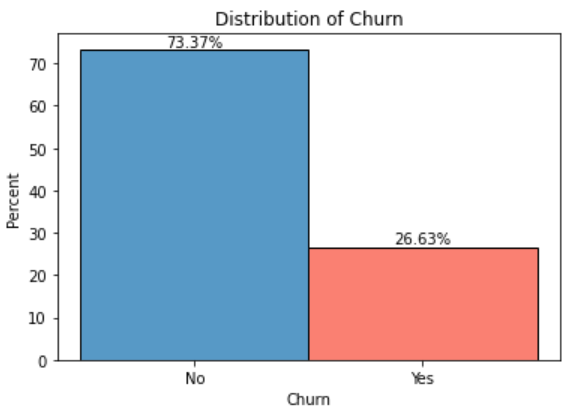 Distribution of Churn
73.37%
26.63%
70
60
50
40
30
20
10
0
Percent
No
Yes
Churn